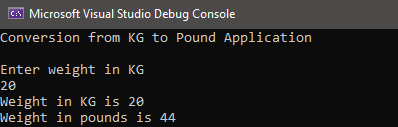 Microsoft Visual Studio Debug Console
Conversion from KG to Pound Application
Enter weight in KG
20
Weight in KG is 20
Weight in pounds is 44